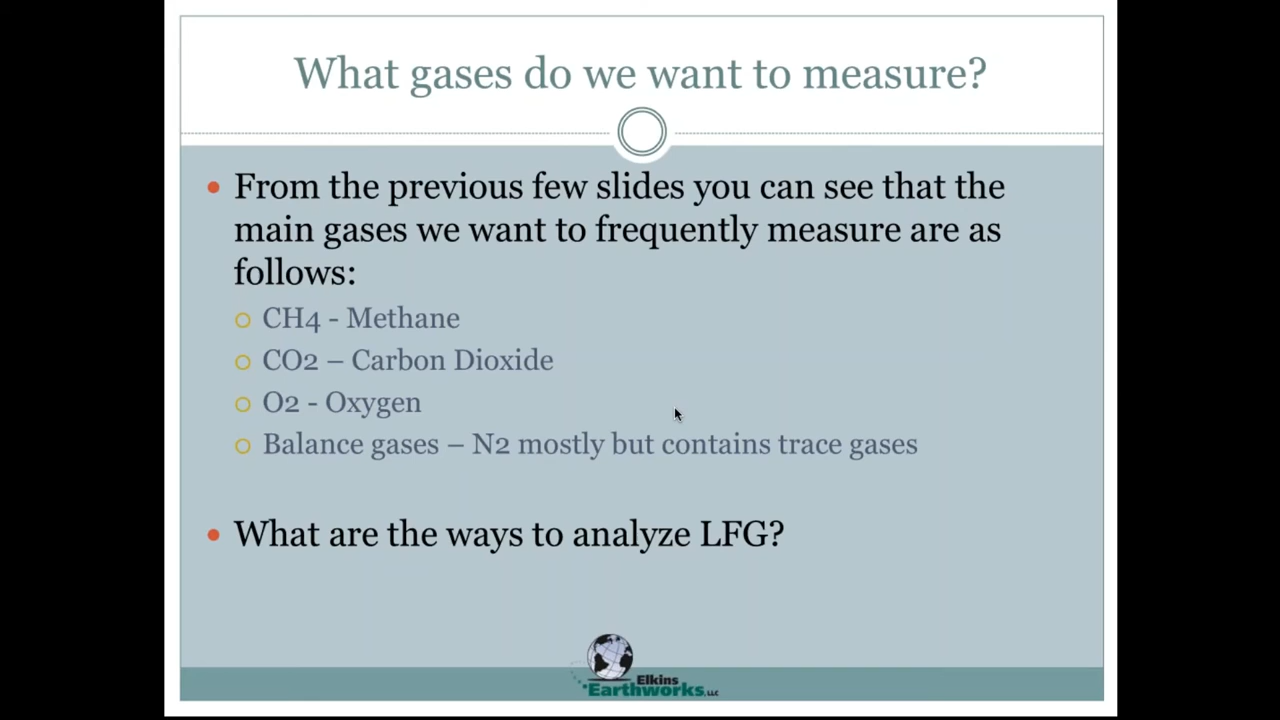 What gases do we want to measure?
From the previous few slides you can see that the
main gases we want to frequently measure are as
follows:
CH4 - Methane
CO2 – Carbon Dioxide
O2 - Oxygen
Balance gases – N2 mostly but contains trace gases
What are the ways to analyze LFG?
Elkins
Earthworks, LLC